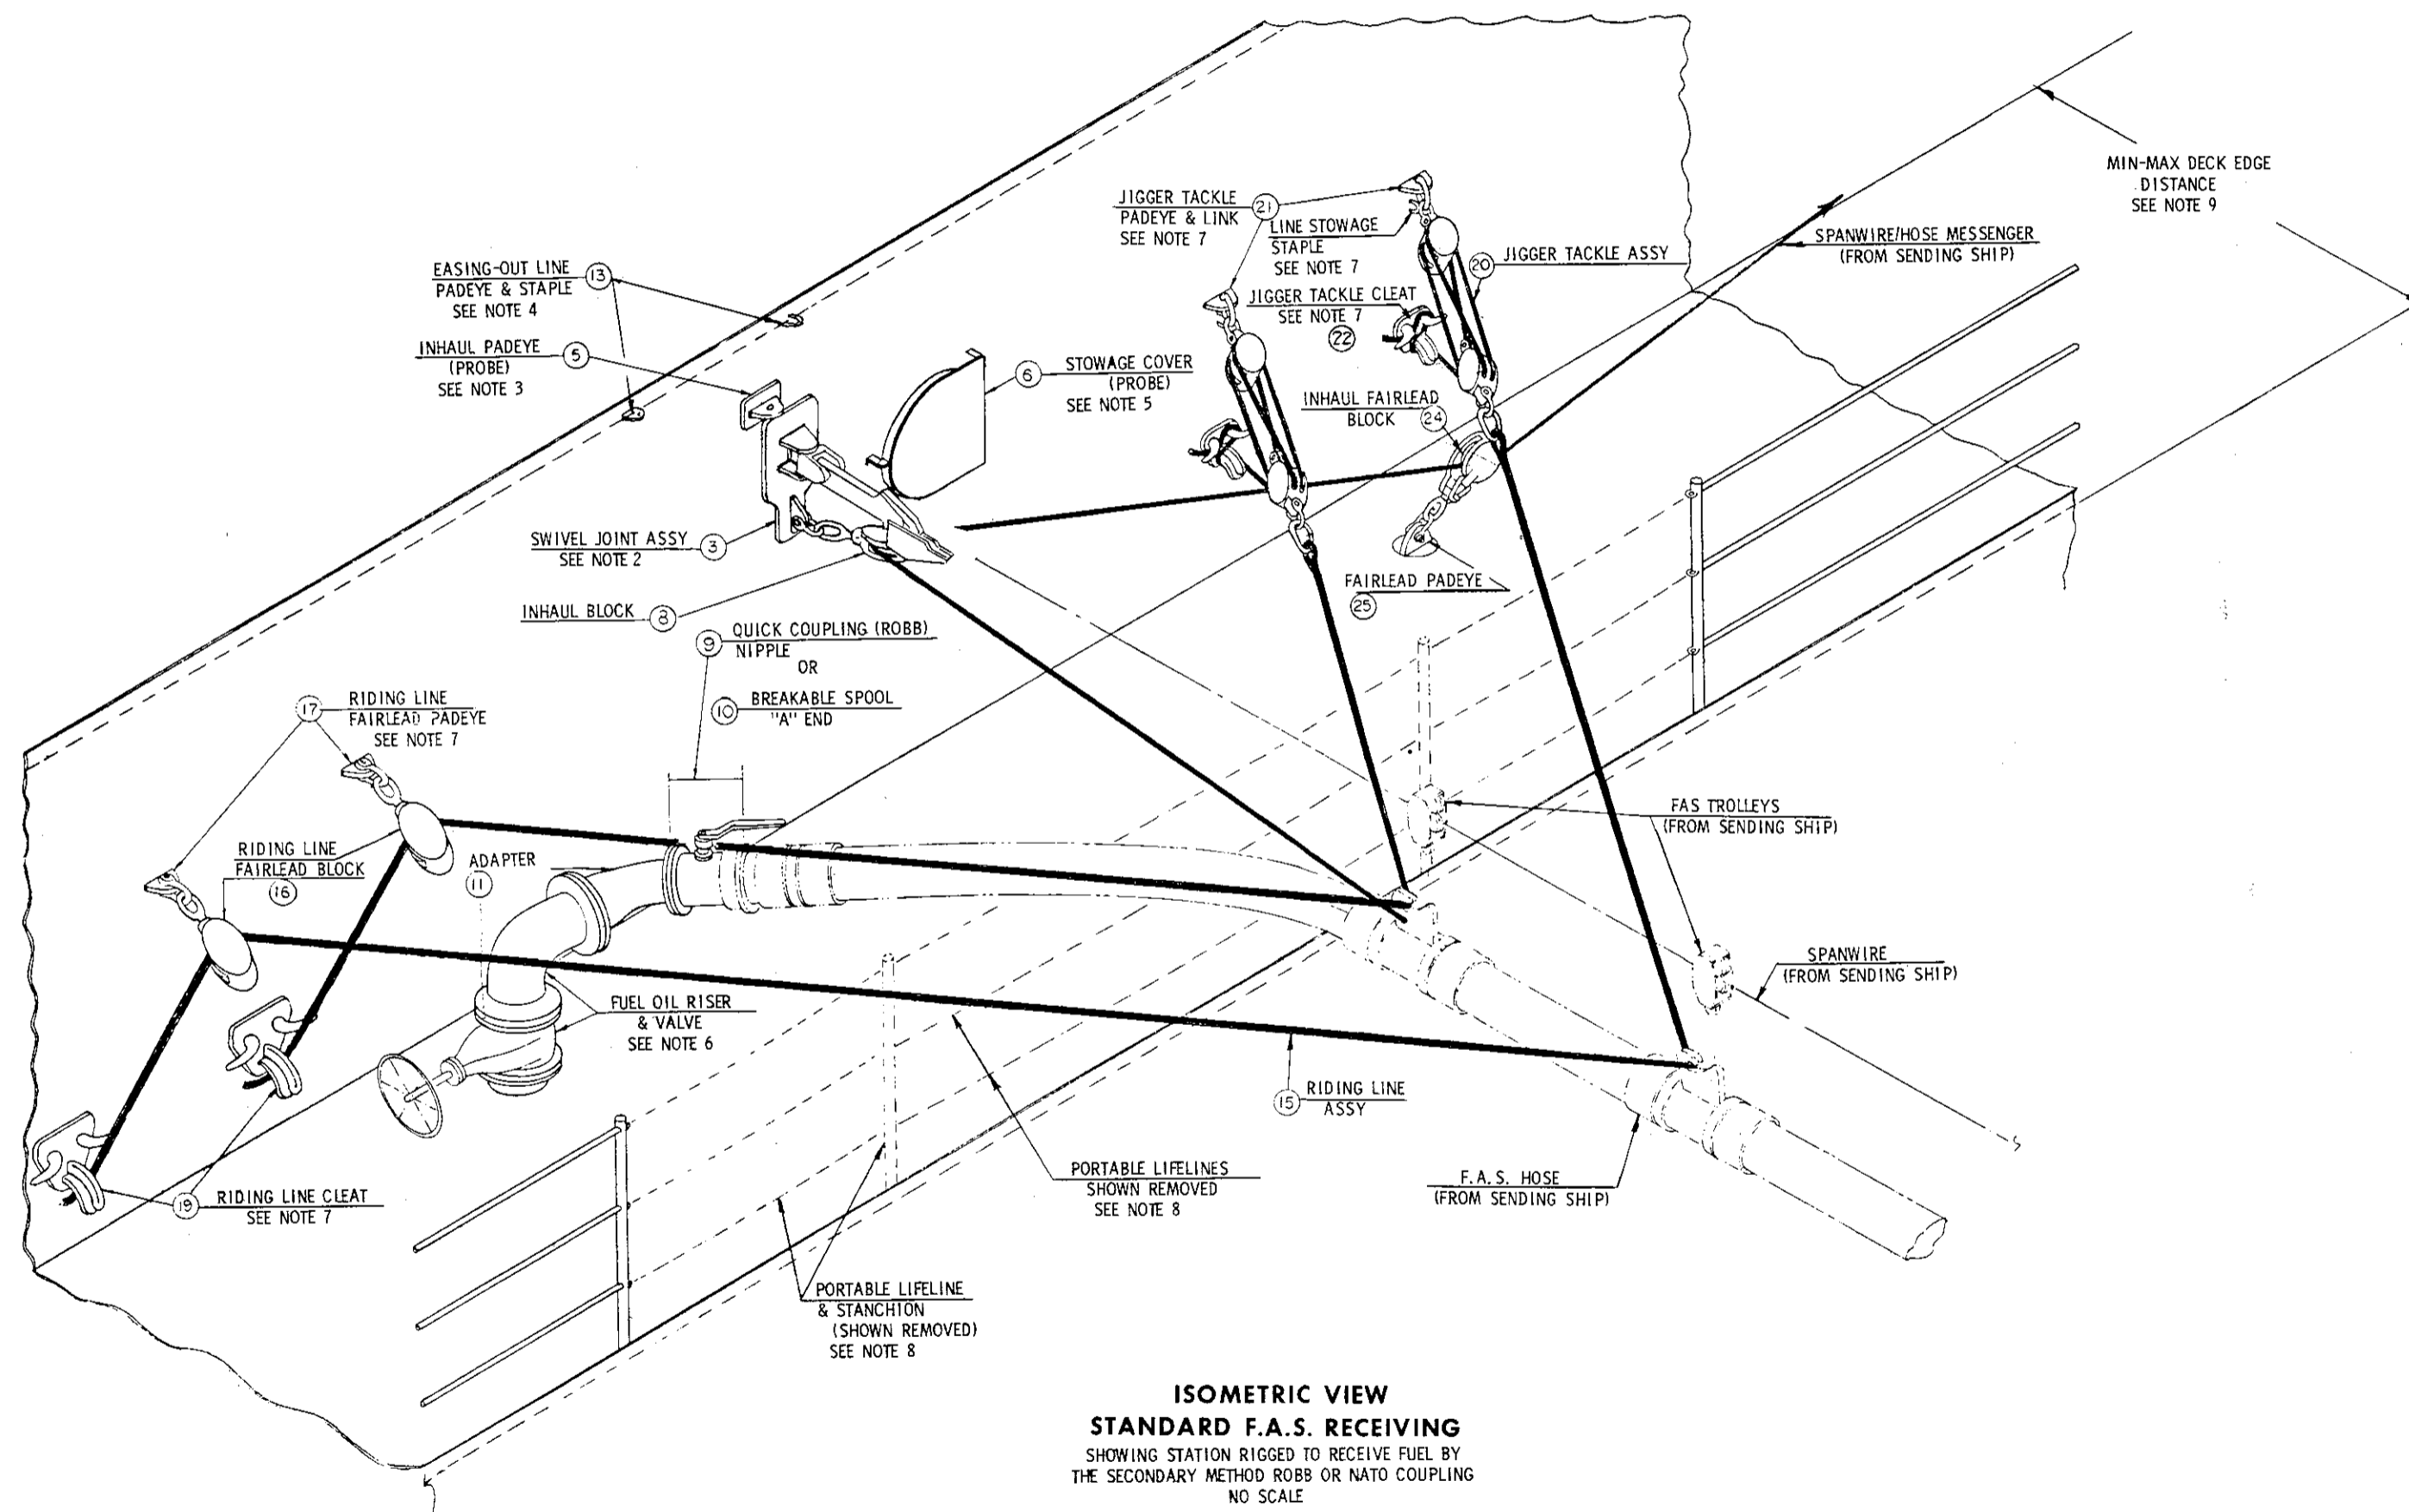 MIN-MAX DECK EDGE
DISTANCE
SEE NOTE 9
JIGGER TACKLE 21
PADEYE & LINK
SEE NOTE 7
LINE STOWAGE
STAPLE
SEE NOTE 7
20 JIGGER TACKLE ASSY
SPANWIRE/HOSE MESSENGER
(FROM SENDING SHIP)
EASING-OUT LINE 13
PADEYE & STAPLE
SEE NOTE 4
JIGGER TACKLE CLEAT
SEE NOTE 7
22
INHAUL PADEYE 5
(PROBE)
SEE NOTE 3
6 STOWAGE COVER
(PROBE)
SEE NOTE 5
INHAUL FAIRLEAD
BLOCK 24
SWIVEL JOINT ASSY 3
SEE NOTE 2
FAIRLEAD PADEYE
25
INHAUL BLOCK 8
9 QUICK COUPLING (ROBB)
NIPPLE
OR
10 BREAKABLE SPOOL
"A" END
17 RIDING LINE
FAIRLEAD PADEYE
SEE NOTE 7
FAS TROLLEYS
(FROM SENDING SHIP)
RIDING LINE
FAIRLEAD BLOCK
16
ADAPTER
11
SPANWIRE
(FROM SENDING SHIP)
FUEL OIL RISER
& VALVE
SEE NOTE 6
15 RIDING LINE
ASSY
PORTABLE LIFELINES
SHOWN REMOVED
SEE NOTE 8
F.A.S. HOSE
(FROM SENDING SHIP)
19 RIDING LINE CLEAT
SEE NOTE 7
PORTABLE LIFELINE
& STANCHION
(SHOWN REMOVED)
SEE NOTE 8
ISOMETRIC VIEW
STANDARD F.A.S. RECEIVING
SHOWING STATION RIGGED TO RECEIVE FUEL BY
THE SECONDARY METHOD ROBB OR NATO COUPLING
NO SCALE